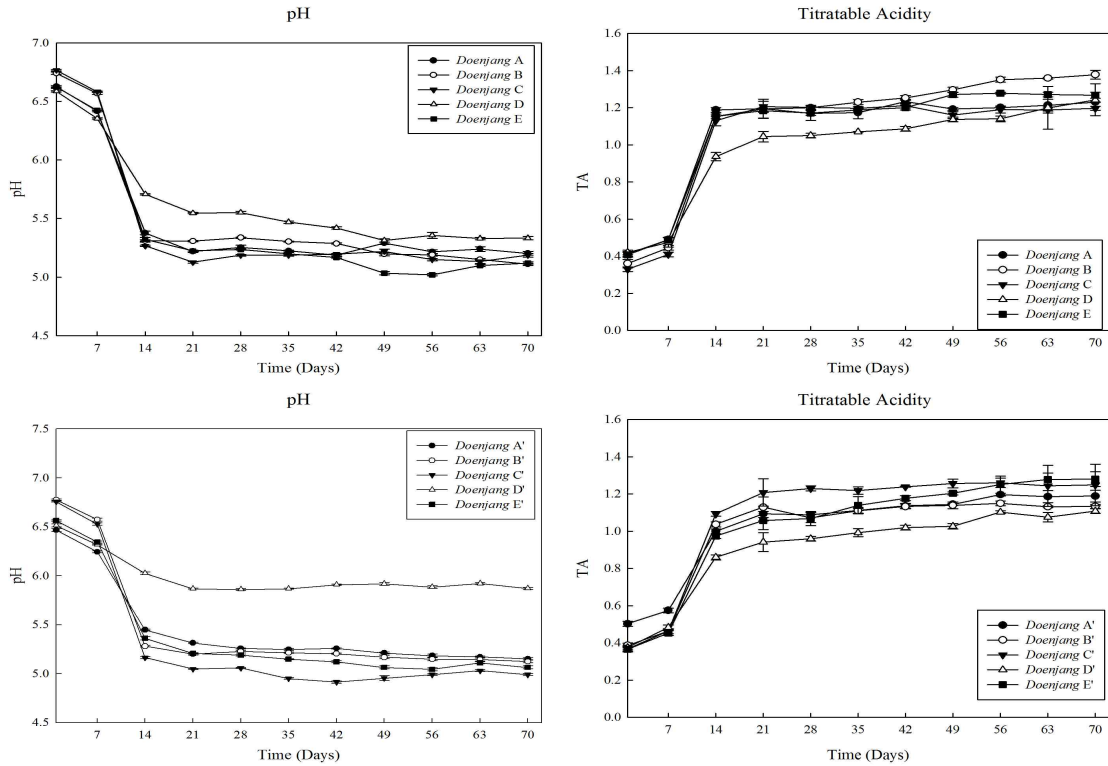 pH
7.0
6.5
6.0
5.5
5.0
4.5
pH
7 14 21 28 35 42 49 56 63 70
Time (Days)
Doenjang A
Doenjang B
Doenjang C
Doenjang D
Doenjang E
Titratable Acidity
1.6
1.4
1.2
1.0
0.8
0.6
0.4
0.2
0.0
TA
7 14 21 28 35 42 49 56 63 70
Time (Days)
Doenjang A
Doenjang B
Doenjang C
Doenjang D
Doenjang E
pH
7.5
7.0
6.5
6.0
5.5
5.0
4.5
pH
7 14 21 28 35 42 49 56 63 70
Time (Days)
Doenjang A'
Doenjang B'
Doenjang C'
Doenjang D'
Doenjang E'
Titratable Acidity
1.6
1.4
1.2
1.0
0.8
0.6
0.4
0.2
0.0
TA
7 14 21 28 35 42 49 56 63 70
Time (Days)
Doenjang A'
Doenjang B'
Doenjang C'
Doenjang D'
Doenjang E'